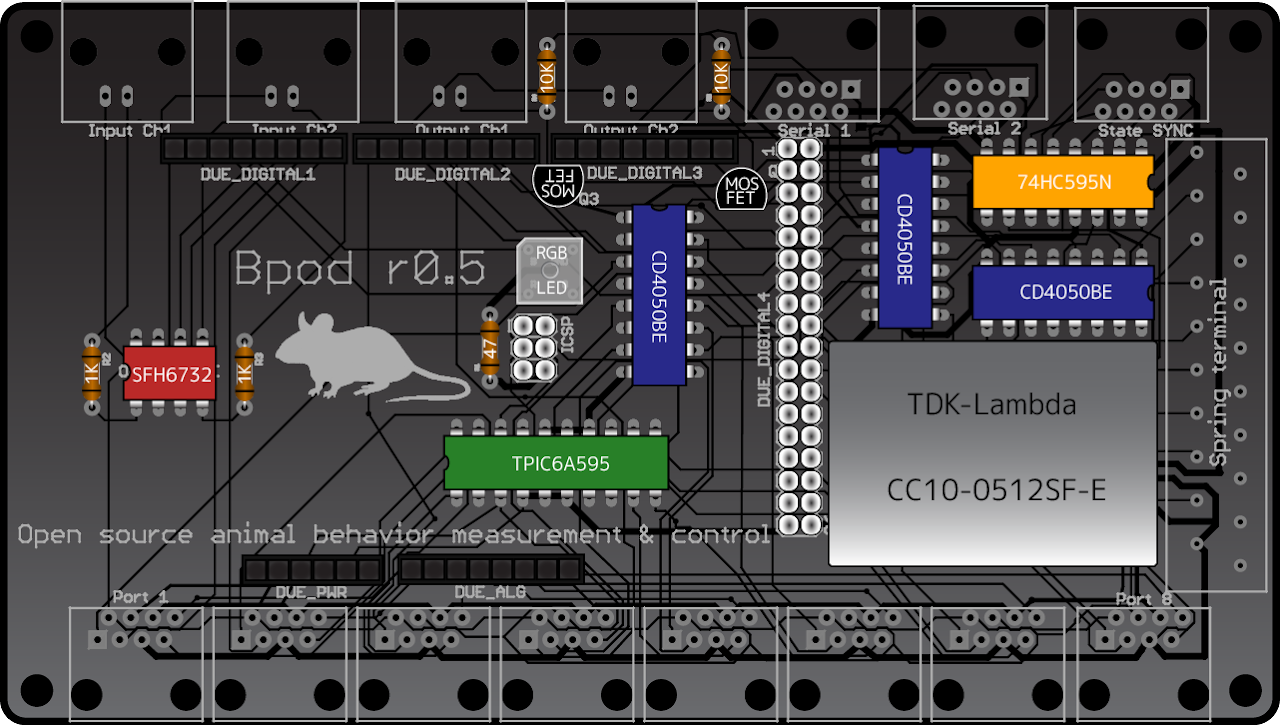 10K
10K
Input Ch1
Input Ch2
Output Ch1
Output Ch2
Serial 1
Serial 2
State SYNC
DUE_DIGITAL1
DUE_DIGITAL2
DUE_DIGITAL3
1
MOS
FET
Q3
MOS
FET
74HC595N
CD4050BE
CD4050BE
CD4050BE
Bpod r0.5
RGB
LED
ICSP
47
DUE_DIGITAL4
Spring terminal
1K
R2
SFH6732
1K
R3
TDK-Lambda
CC10-0512SF-E
TPIC6A595
Open source animal behavior measurement & control
DUE_PWR
DUE_ALG
Port 1
Port 8